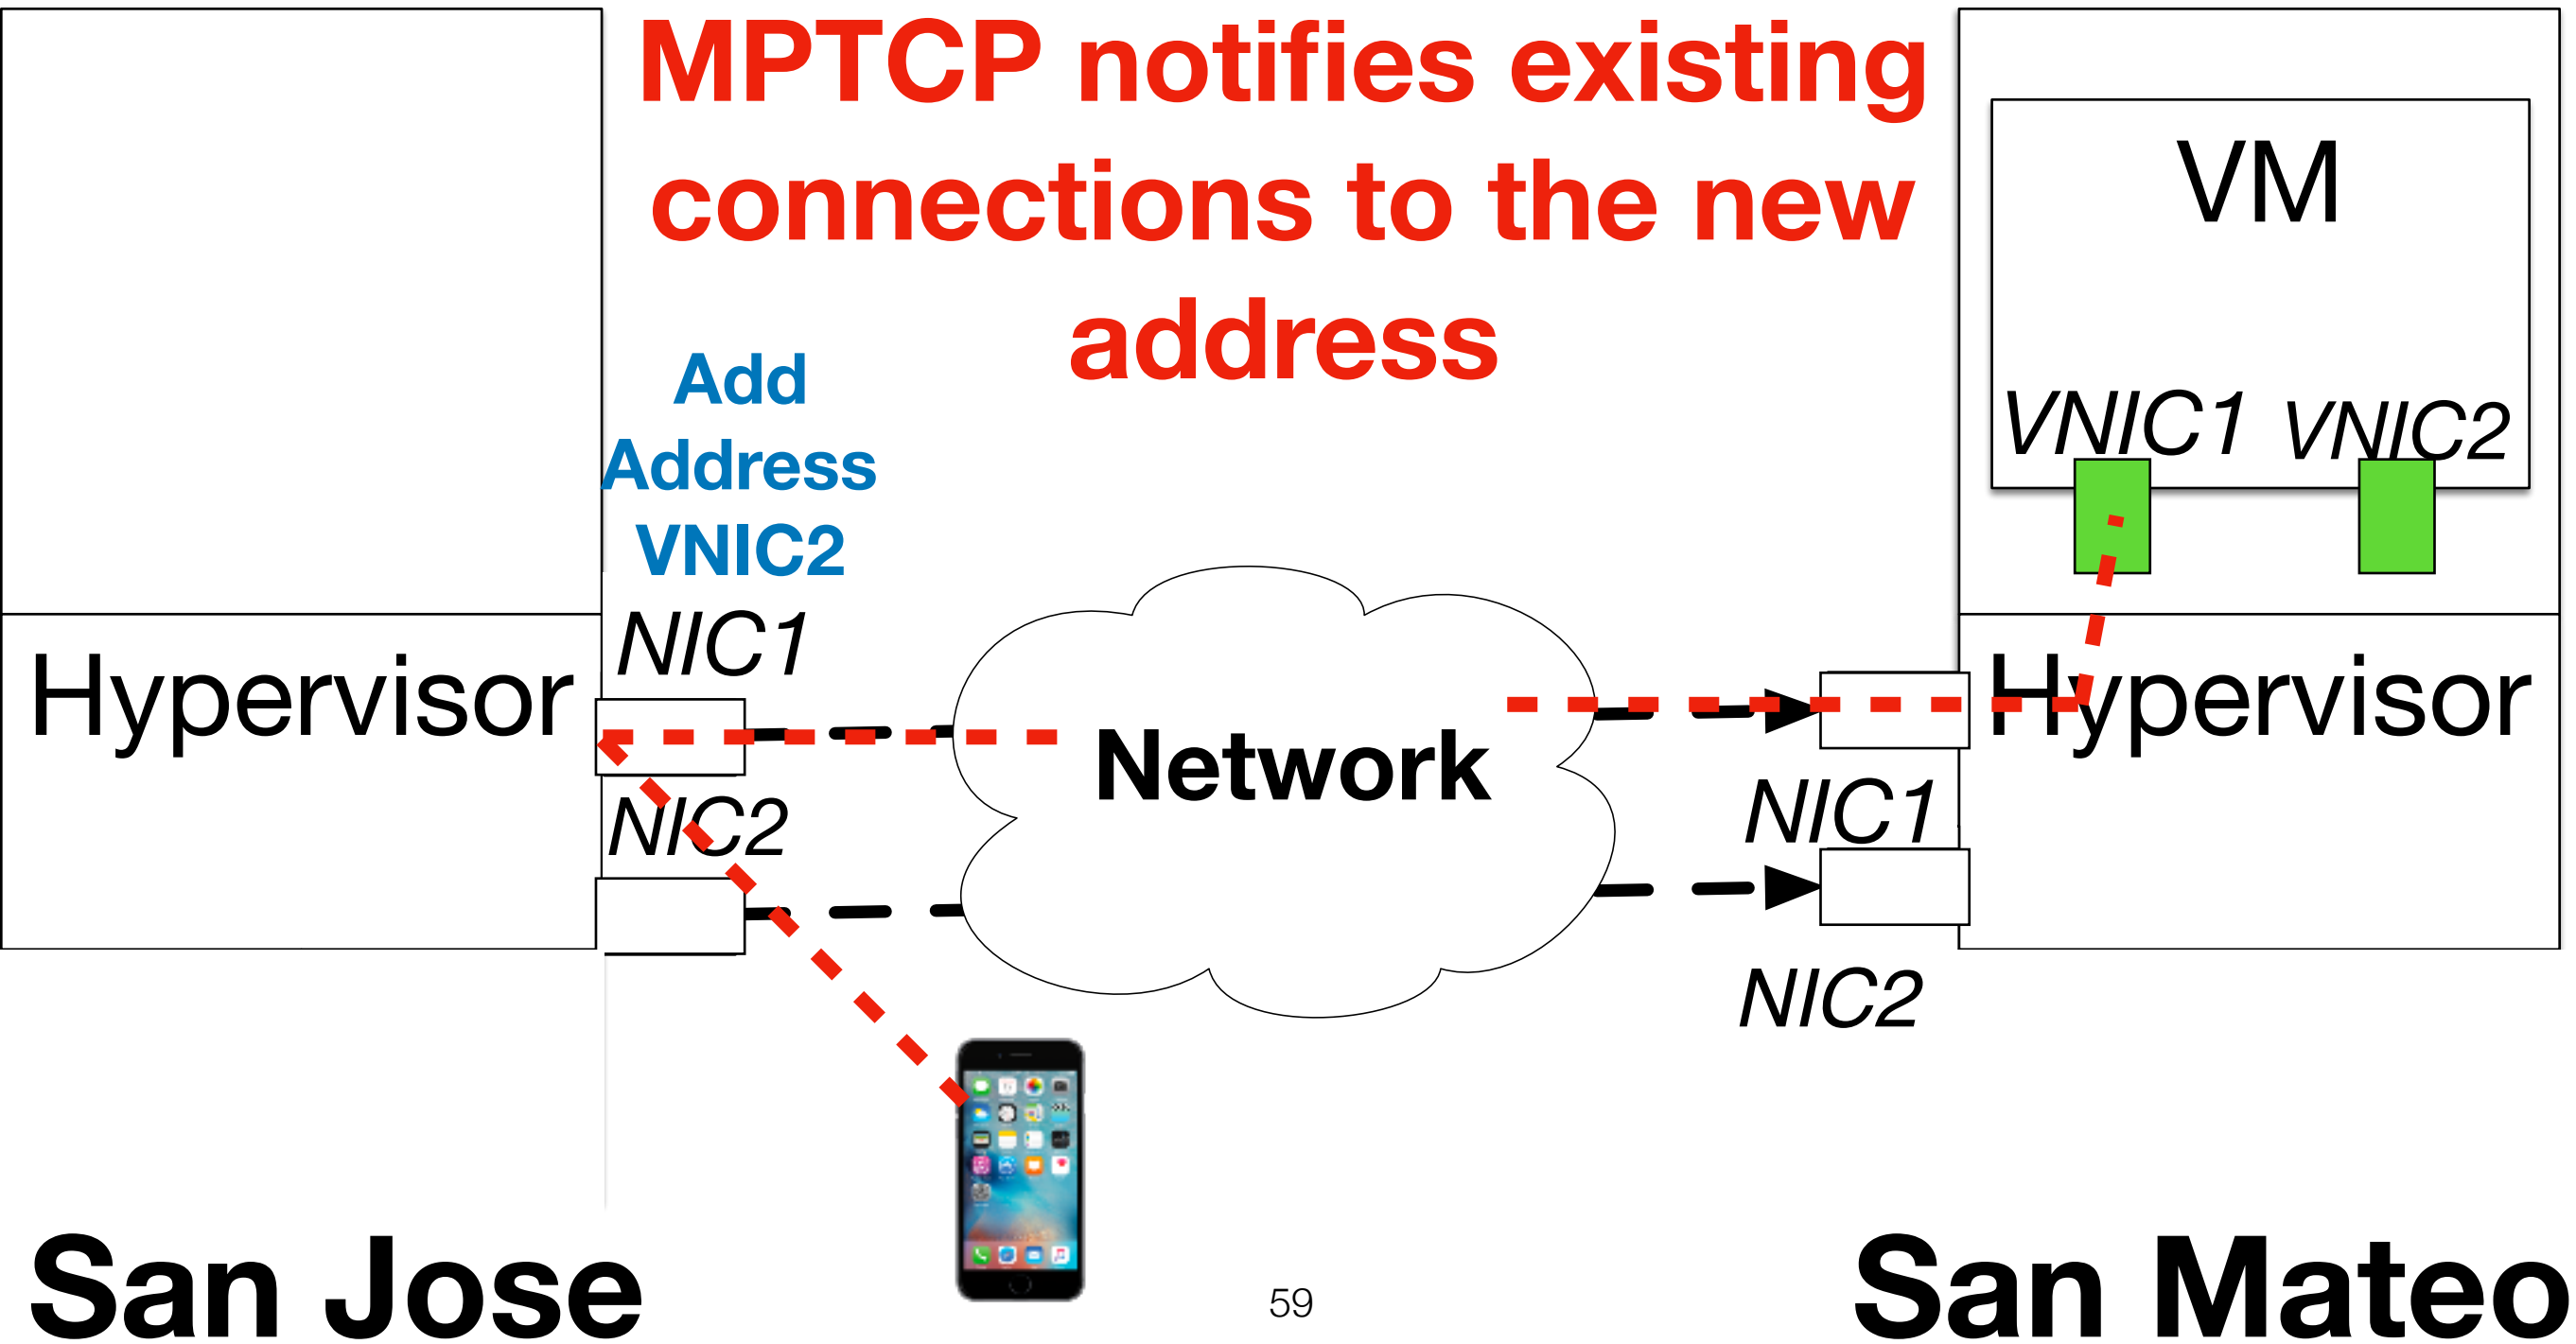 MPTCP notifies existing
connections to the new
address
Add
Address
VNIC2
VM
VNIC1 VNIC2
NIC1
Hypervisor
NIC2
Network
Hypervisor
NIC1
NIC2
San Jose
59
San Mateo